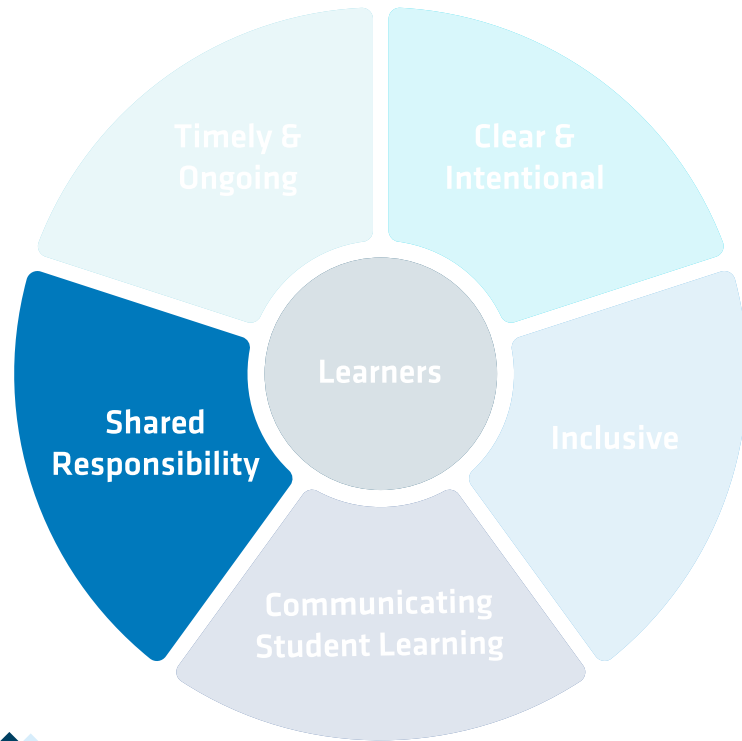 Timely &
Ongoing
Clear &
Intentional
Learners
Shared
Responsibility
Inclusive
Communicating
Student Learning